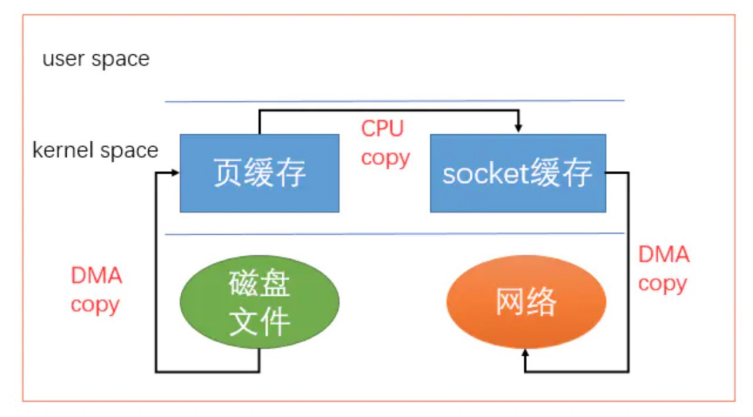 user space
kernel space
CPU
copy
页缓存
socket缓存
DMA
copy
磁盘
文件
网络
DMA
copy